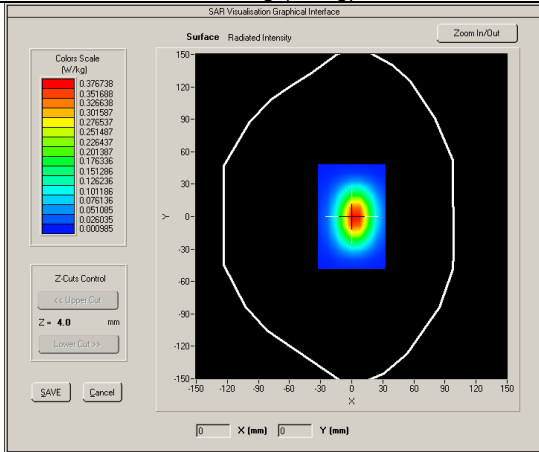 SAR Visualisation Graphical Interface
Surface Radiated Intensity
Zoom In/Out
Colors Scale
(W/kg)
0.376738
0.351688
0.326638
0.301587
0.276537
0.251487
0.226437
0.201387
0.176336
0.151286
0.126236
0.101186
0.076136
0.051085
0.026035
0.000985
Z-Cuts Control
<< Upper Cut
Z = 4.0 mm
Lower Cut >>
SAVE Cancel
150
120
90
60
30
0
-30
-60
-90
-120
-150
Y
-150 -120 -90 -60 -30 0 30 60 90 120 150
X
0 X (mm) 0 Y (mm)